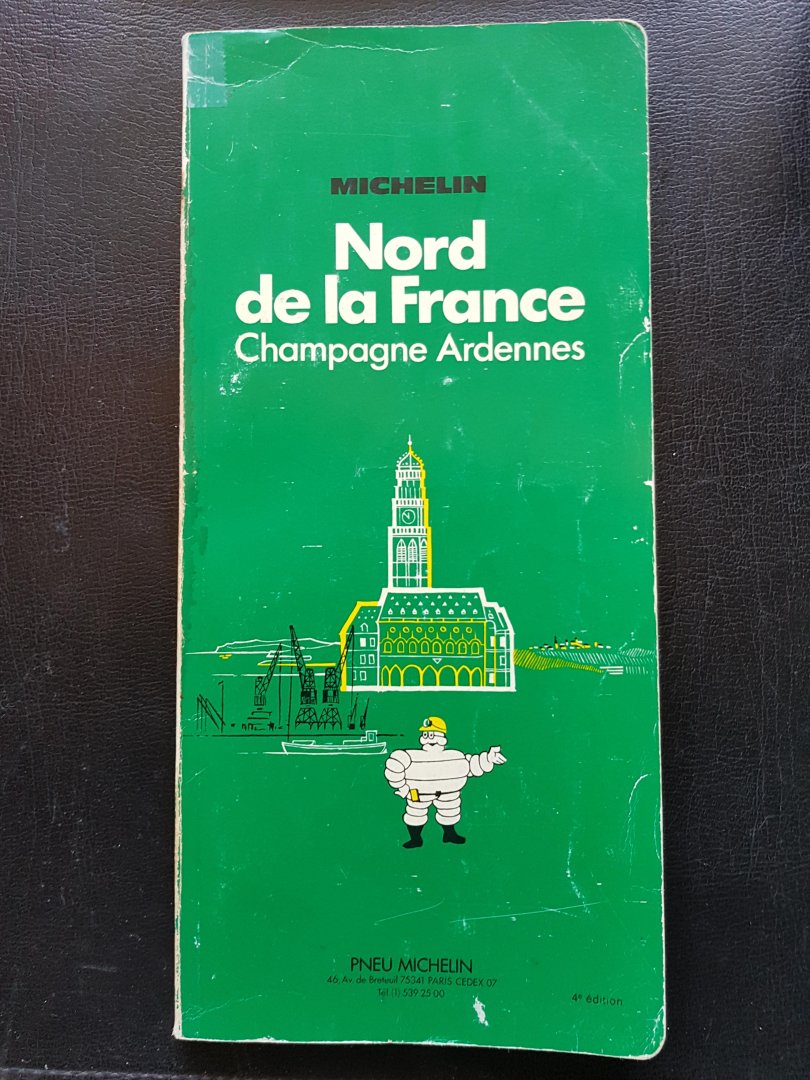 MICHELIN
Nord
de la France
Champagne Ardennes
PNEU MICHELIN
46, Av. de Breteuil 75341 PARIS CEDEX 07
Tél. (1) 539 25 00
4e édition